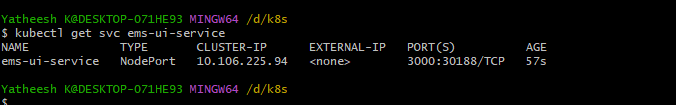 Yatheesh K@DESKTOP-071HE93 MINGW64 /d/k8s
$ kubectl get svc ems-ui-service
NAME TYPE CLUSTER-IP EXTERNAL-IP PORT(S) AGE
ems-ui-service NodePort 10.106.225.94 <none> 3000:30188/TCP 57s
Yatheesh K@DESKTOP-071HE93 MINGW64 /d/k8s
$